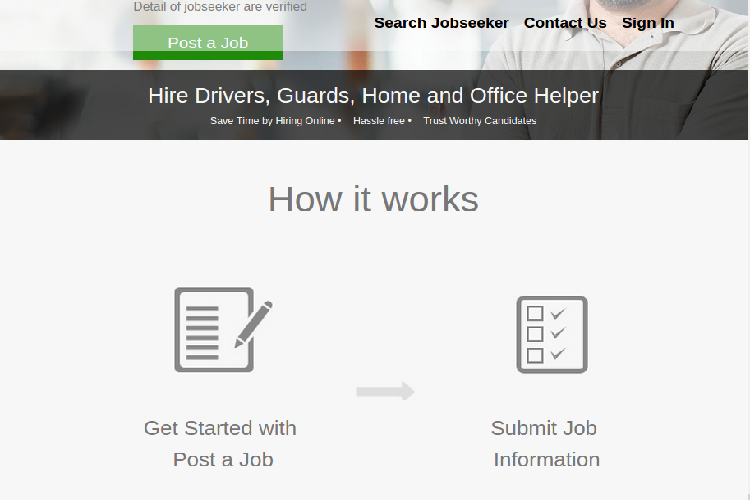 Detail of jobseeker are verified
Search Jobseeker Contact Us Sign In
Post a Job
Hire Drivers, Guards, Home and Office Helper
Save Time by Hiring Online • Hassle free • Trust Worthy Candidates
How it works
Get Started with
Post a Job
Submit Job
Information